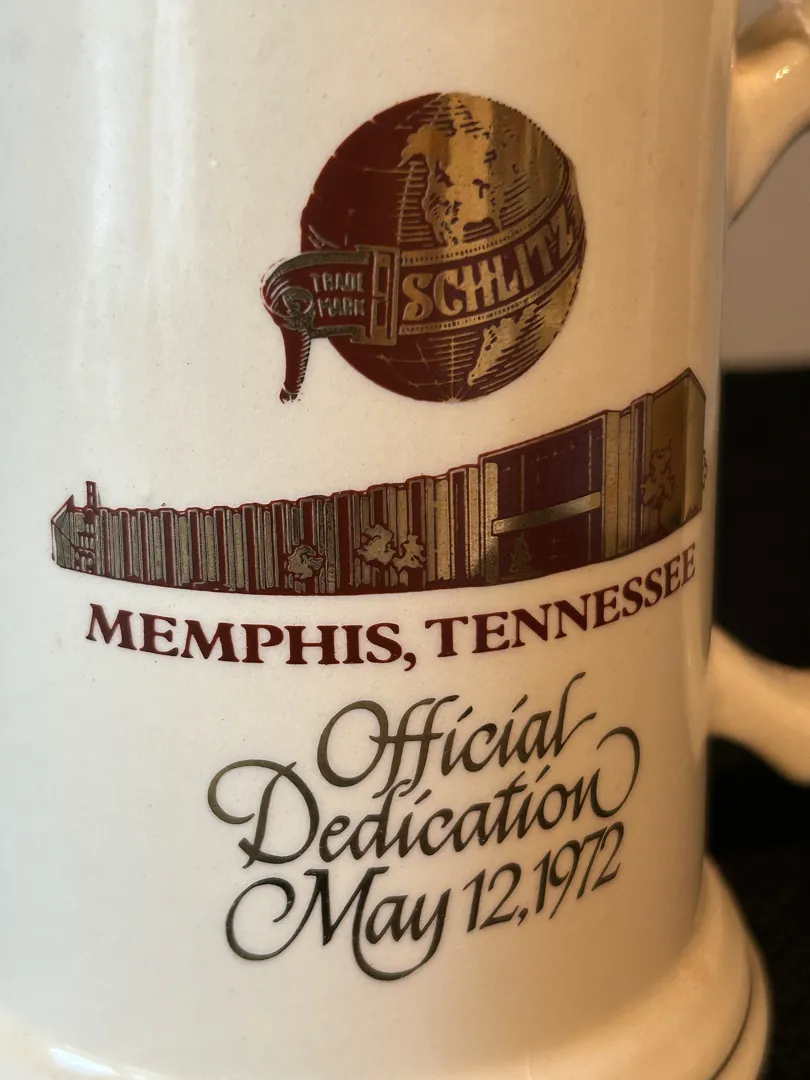 TRADE
MARK
SCHLITZ
MEMPHIS, TENNESSEE
Official
Dedication
May 12, 1972